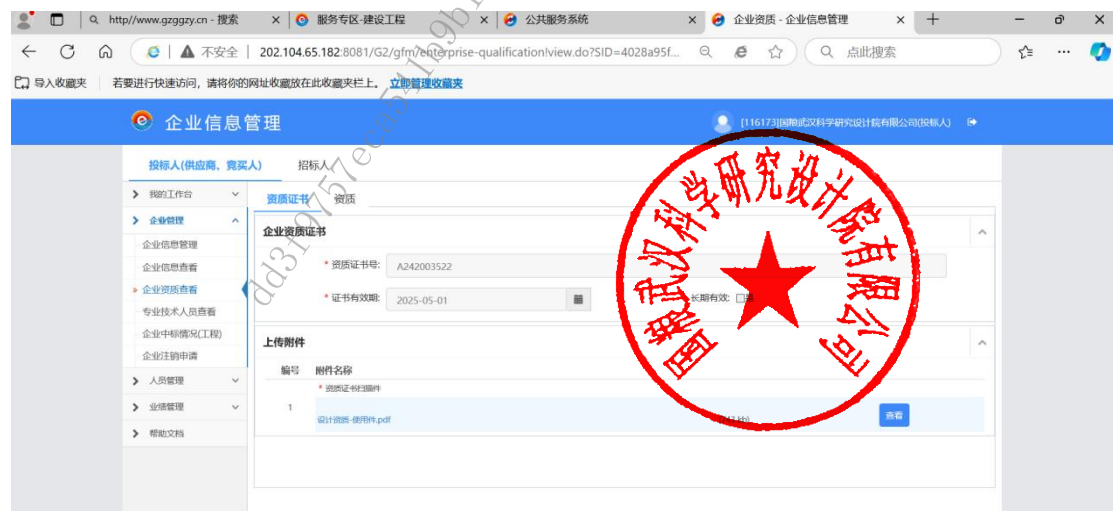 http//www.gzggzy.cn - 搜索
服务专区-建设工程
公共服务系统
企业资质 - 企业信息管理
不安全
202.104.65.182:8081/G2/gfm/enterprise-qualification!view.do?SID=4028a95f...
点此搜索
导入收藏夹
若要进行快速访问，请将你的网址收藏放在此收藏夹栏上。 立即管理收藏夹
企业信息管理
[116173]国粮武汉科学研究设计院有限公司(投标人)
投标人(供应商、竞买人)
招标人
我的工作台
企业管理
企业信息管理
企业信息查看
企业资质查看
专业技术人员查看
企业中标情况(工程)
企业注销申请
人员管理
业绩管理
帮助文档
资质证书
资质
企业资质证书
* 资质证书号: A242003522
* 证书有效期: 2025-05-01
长期有效:
上传附件
编号 附件名称
* 资质证书扫描件
1
设计资质-使用件.pdf
查看
国粮武汉科学研究设计院有限公司